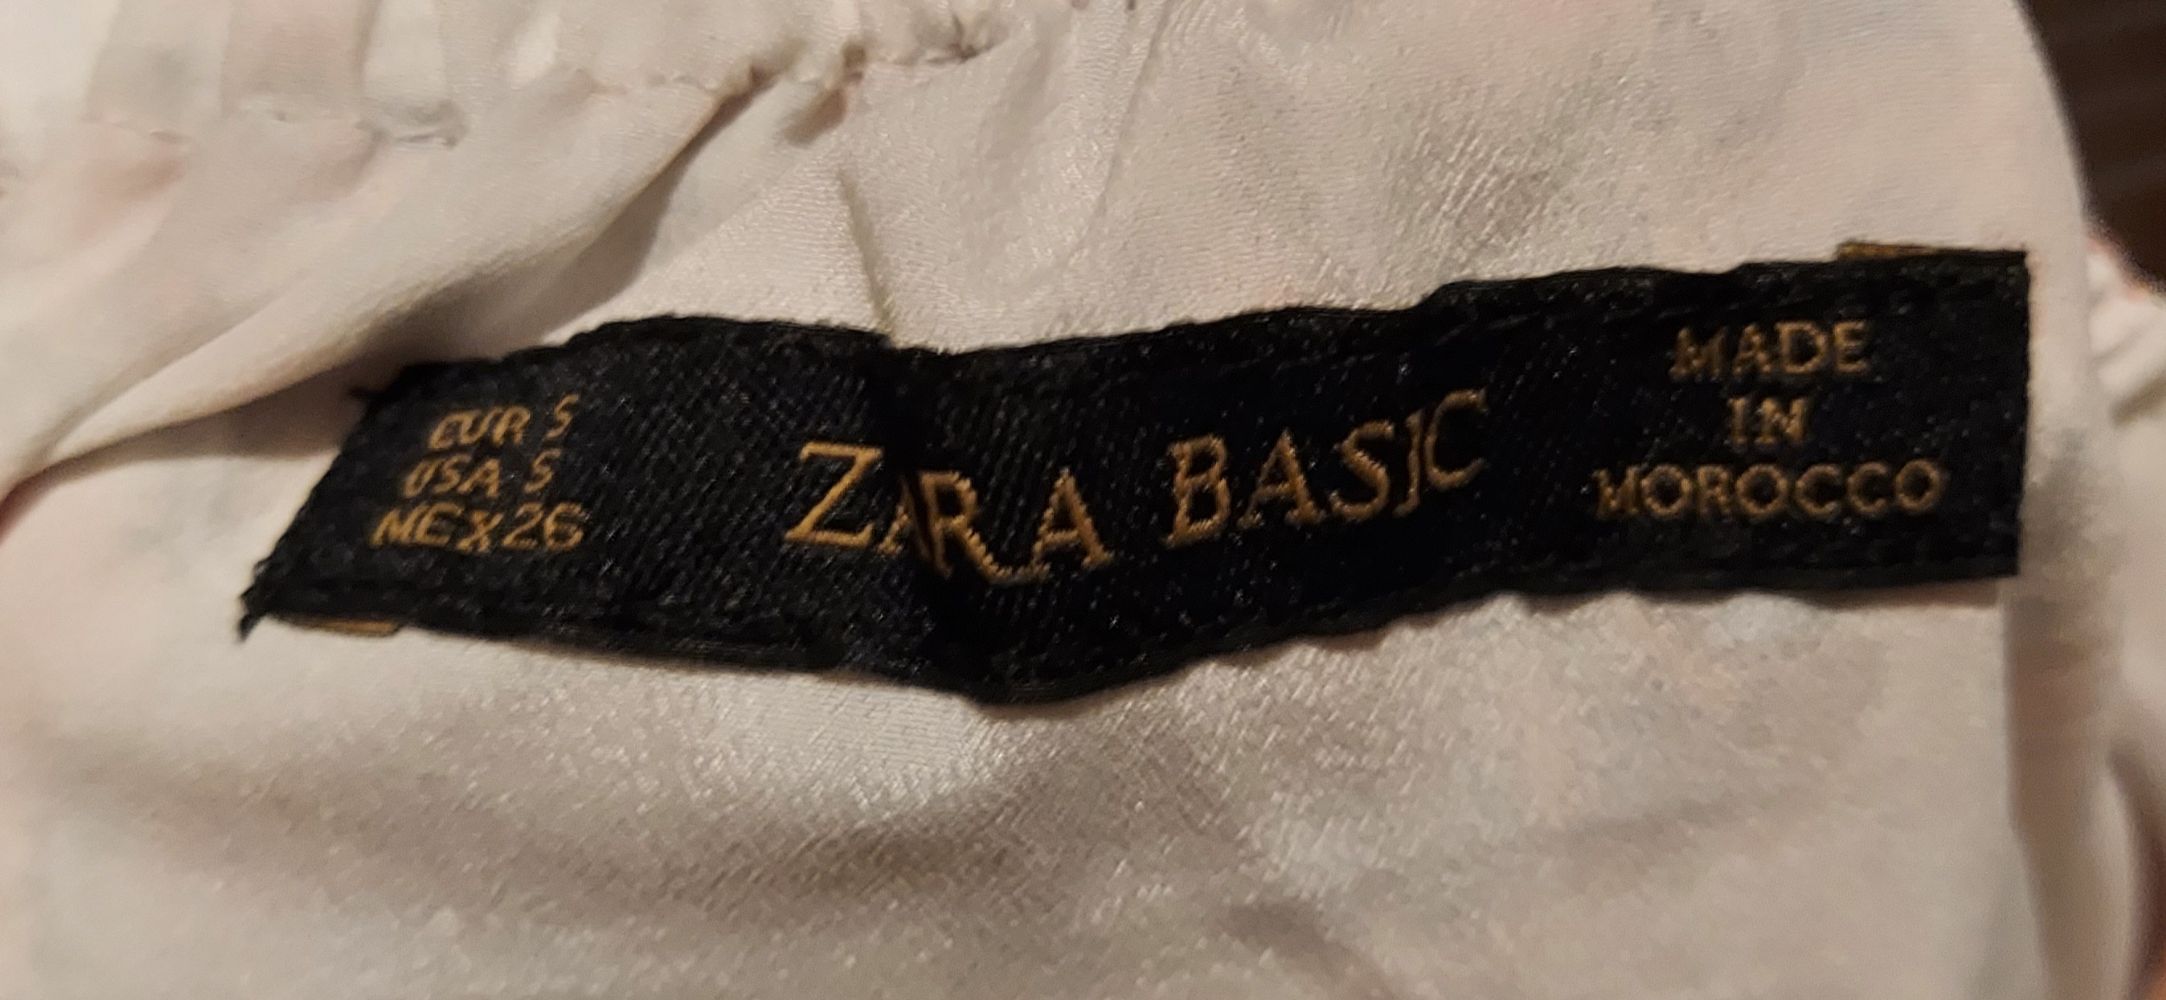 EUR S
USA S
MEX 26
ZARA BASIC
MADE
IN
MOROCCO